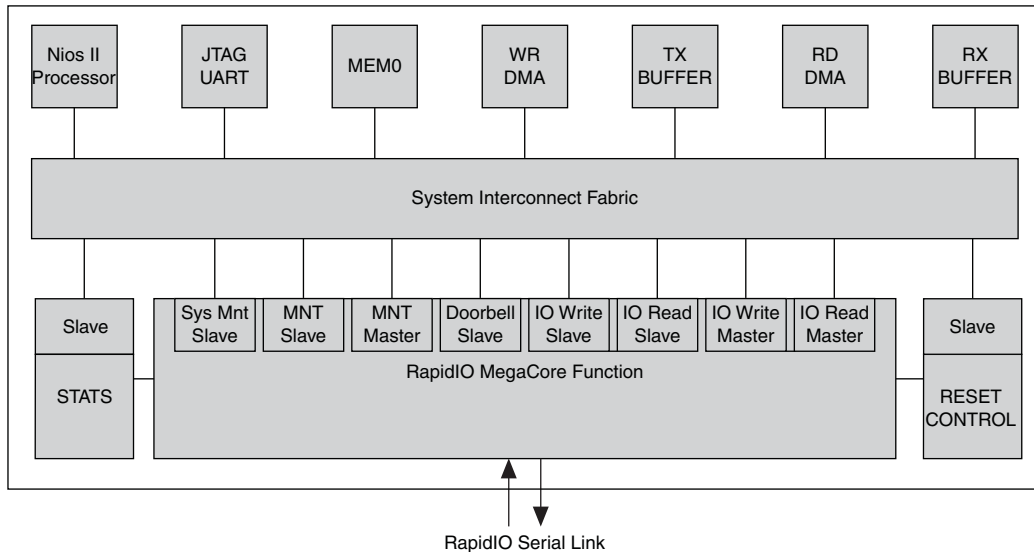 Nios II
Processor
JTAG
UART
MEM0
WR
DMA
TX
BUFFER
RD
DMA
RX
BUFFER
System Interconnect Fabric
Slave
STATS
Sys Mnt
Slave
MNT
Slave
MNT
Master
Doorbell
Slave
IO Write
Slave
IO Read
Slave
IO Write
Master
IO Read
Master
RapidIO MegaCore Function
Slave
RESET
CONTROL
RapidIO Serial Link